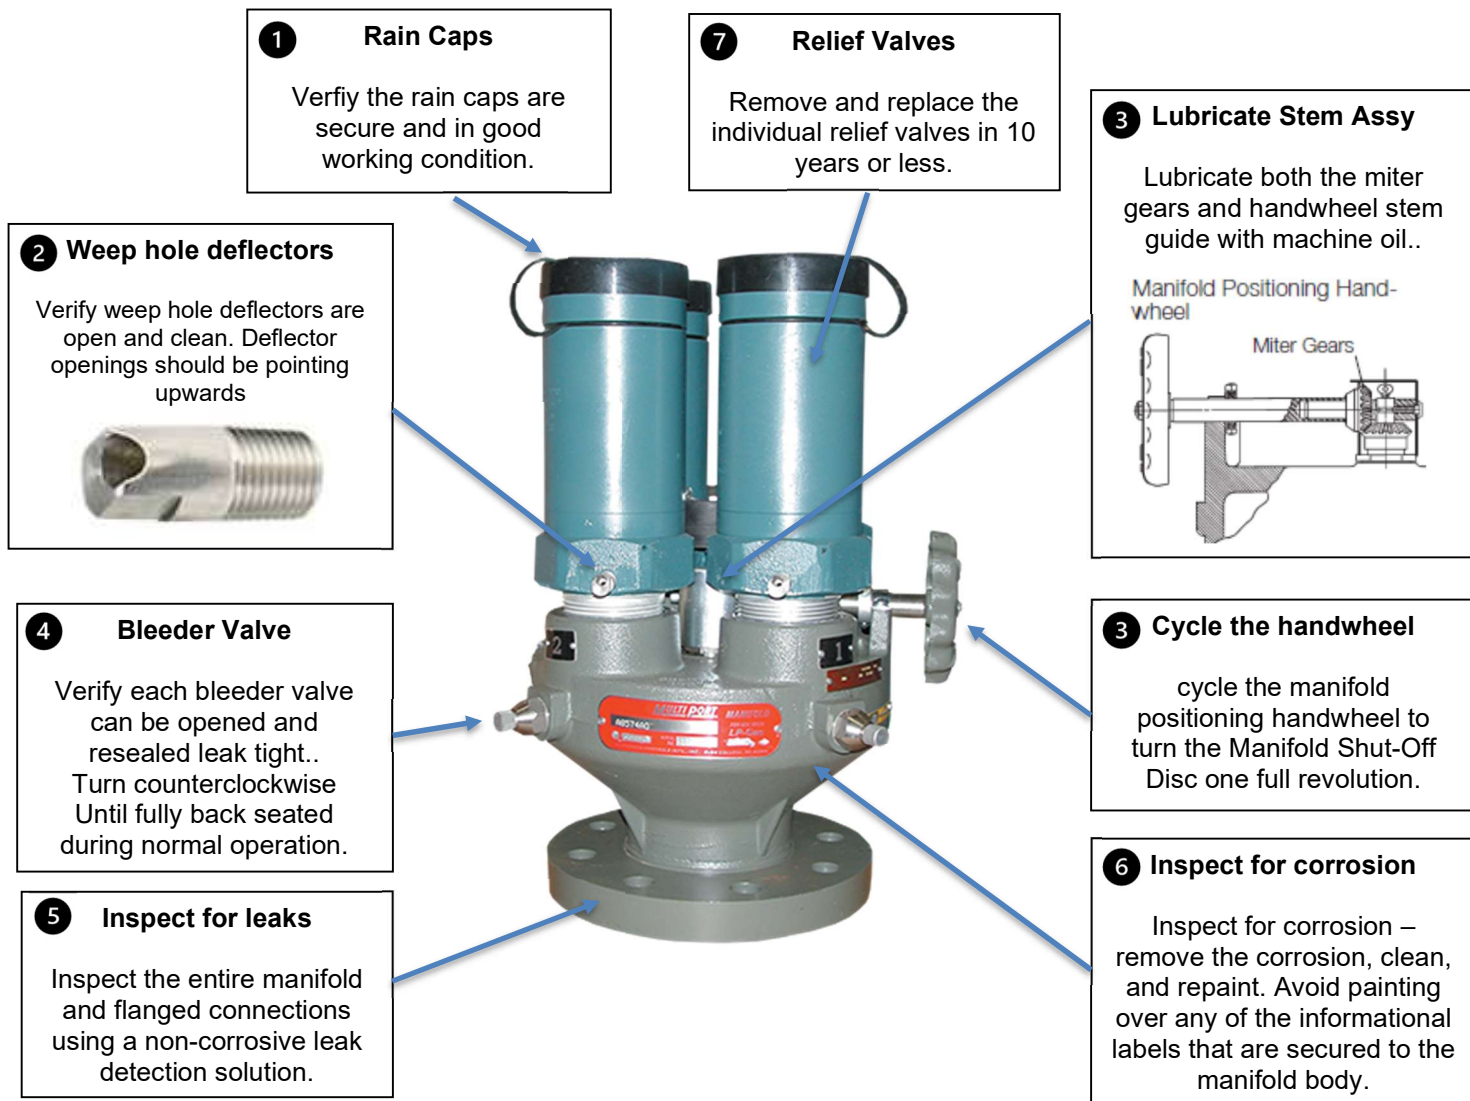 1 Rain Caps
Verfiy the rain caps are
secure and in good
working condition.
7 Relief Valves
Remove and replace the
individual relief valves in 10
years or less.
3 Lubricate Stem Assy
Lubricate both the miter
gears and handwheel stem
guide with machine oil..
Manifold Positioning Hand-
wheel
Miter Gears
2 Weep hole deflectors
Verify weep hole deflectors are
open and clean. Deflector
openings should be pointing
upwards
4 Bleeder Valve
Verify each bleeder valve
can be opened and
resealed leak tight..
Turn counterclockwise
Until fully back seated
during normal operation.
3 Cycle the handwheel
cycle the manifold
positioning handwheel to
turn the Manifold Shut-Off
Disc one full revolution.
2
1
MULTIPORT MANIFOLD
LP-Gas
5 Inspect for leaks
Inspect the entire manifold
and flanged connections
using a non-corrosive leak
detection solution.
6 Inspect for corrosion
Inspect for corrosion –
remove the corrosion, clean,
and repaint. Avoid painting
over any of the informational
labels that are secured to the
manifold body.